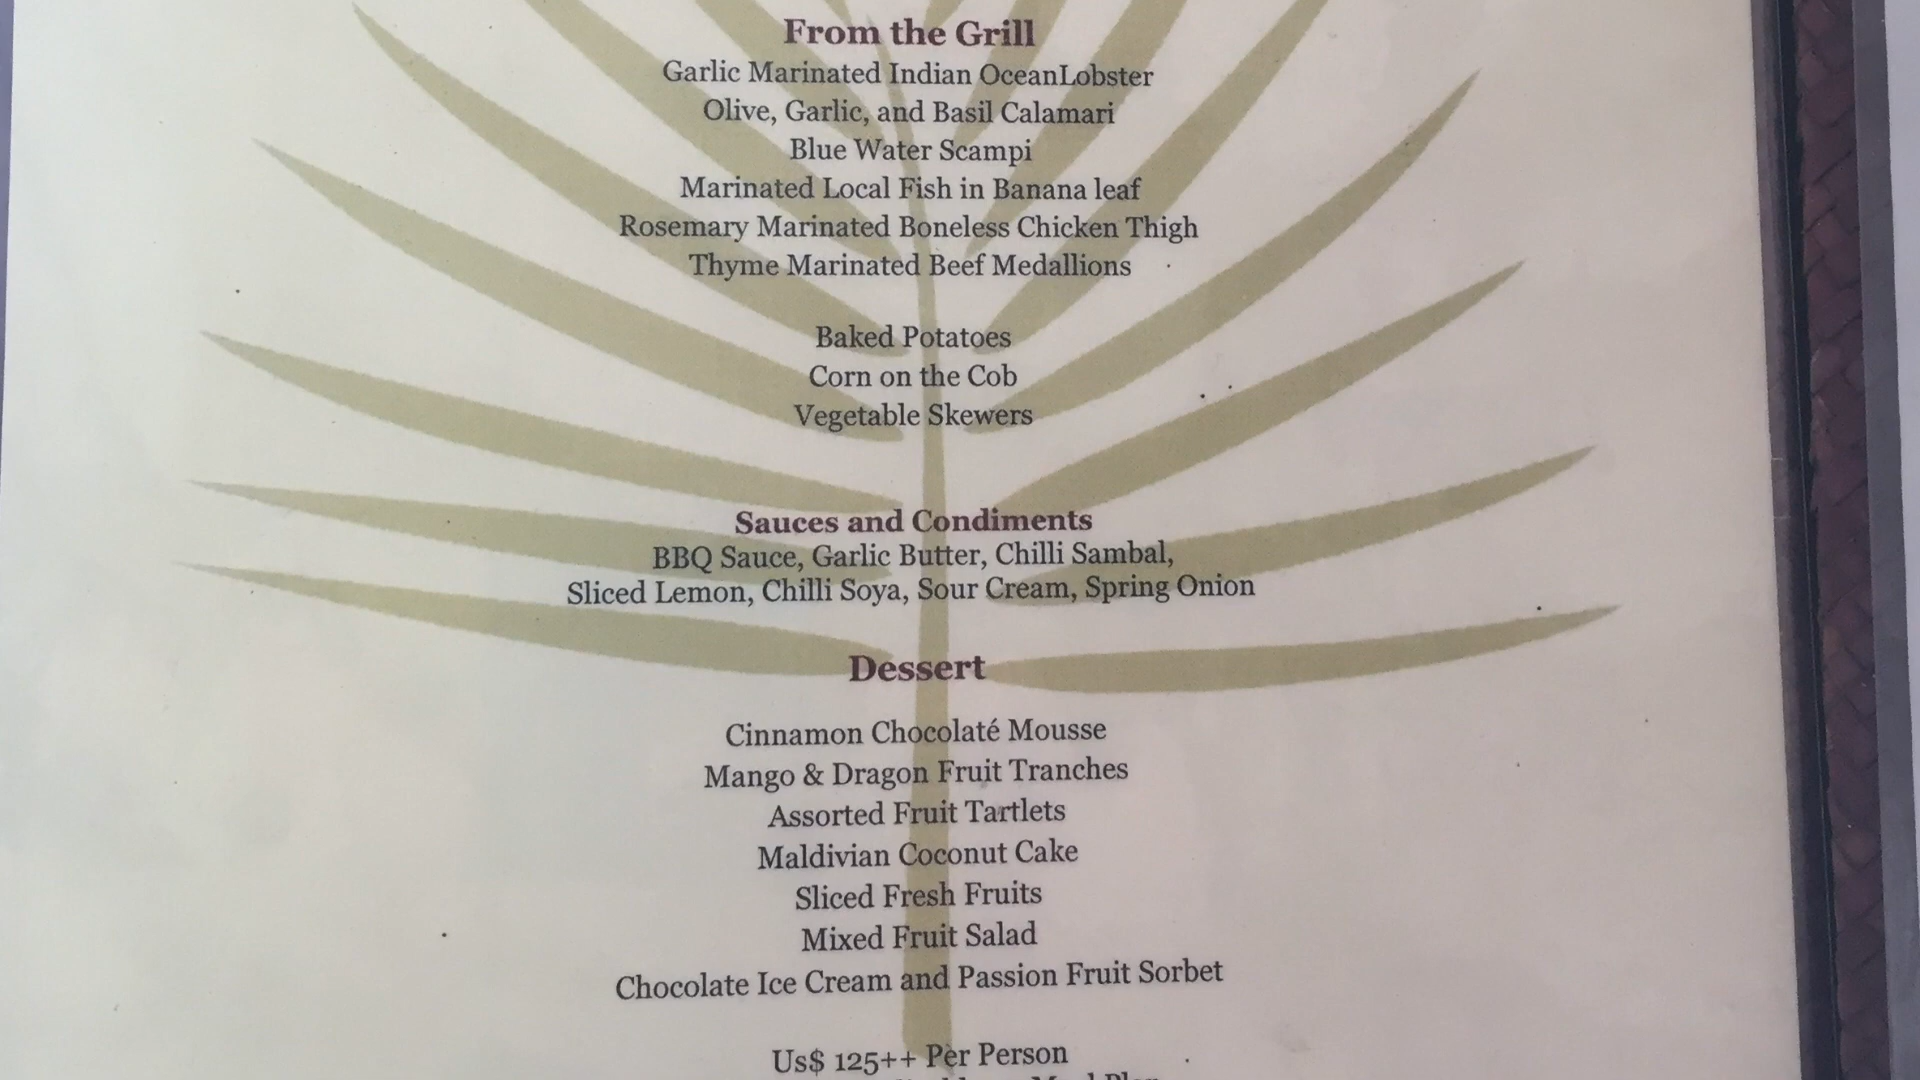 From the Grill
Garlic Marinated Indian OceanLobster
Olive, Garlic, and Basil Calamari
Blue Water Scampi
Marinated Local Fish in Banana leaf
Rosemary Marinated Boneless Chicken Thigh
Thyme Marinated Beef Medallions
Baked Potatoes
Corn on the Cob
Vegetable Skewers
Sauces and Condiments
BBQ Sauce, Garlic Butter, Chilli Sambal,
Sliced Lemon, Chilli Soya, Sour Cream, Spring Onion
Dessert
Cinnamon Chocolaté Mousse
Mango & Dragon Fruit Tranches
Assorted Fruit Tartlets
Maldivian Coconut Cake
Sliced Fresh Fruits
Mixed Fruit Salad
Chocolate Ice Cream and Passion Fruit Sorbet
Us$ 125++ Per Person